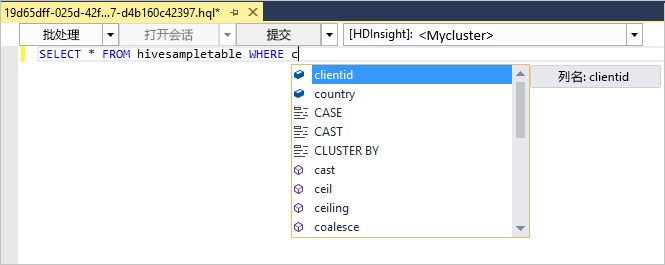 19d65dff-025d-42f...7-d4b160c42397.hql*
批处理 打开会话 提交 [HDInsight]: <Mycluster>
SELECT * FROM hivesampletable WHERE c
clientid 列名: clientid
country
CASE
CAST
CLUSTER BY
cast
ceil
ceiling
coalesce